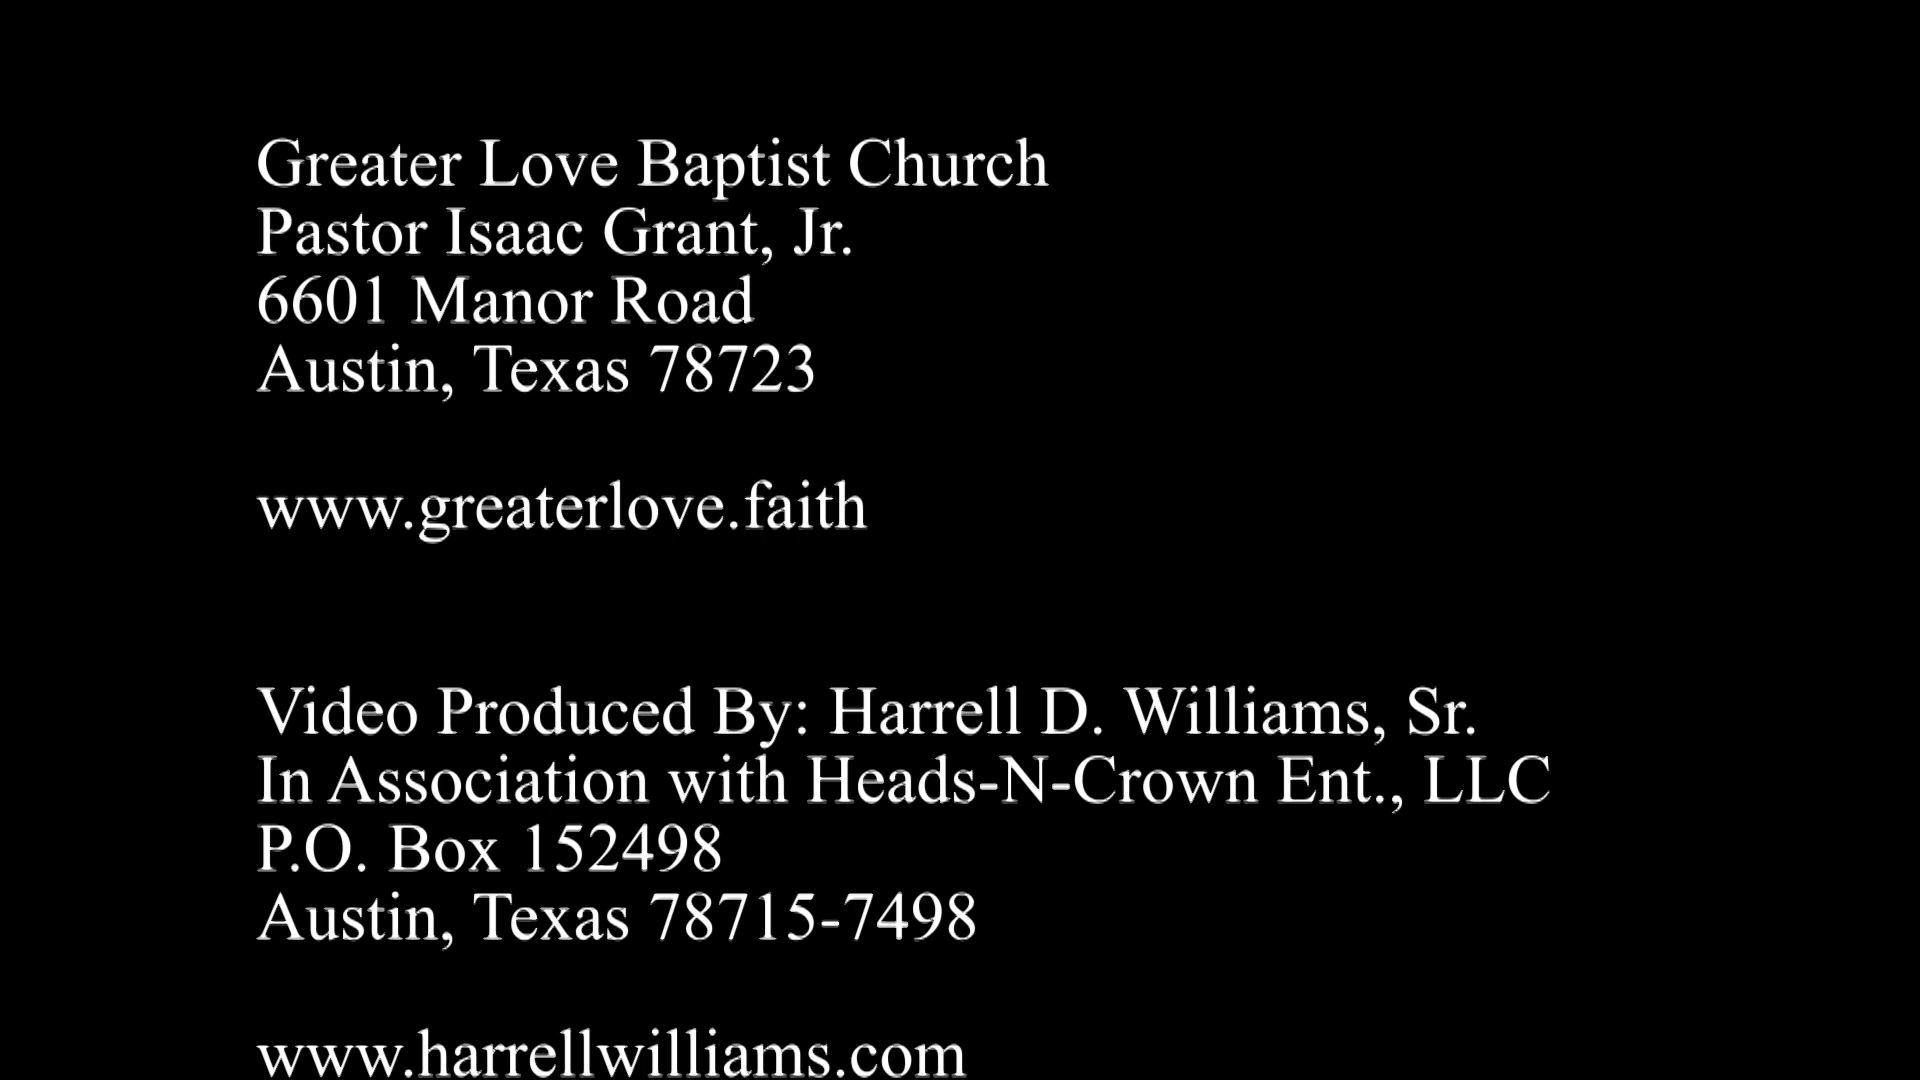 Greater Love Baptist Church
Pastor Isaac Grant, Jr.
6601 Manor Road
Austin, Texas 78723
www.greaterlove.faith
Video Produced By: Harrell D. Williams, Sr.
In Association with Heads-N-Crown Ent., LLC
P.O. Box 152498
Austin, Texas 78715-7498
www.harrellwilliams.com